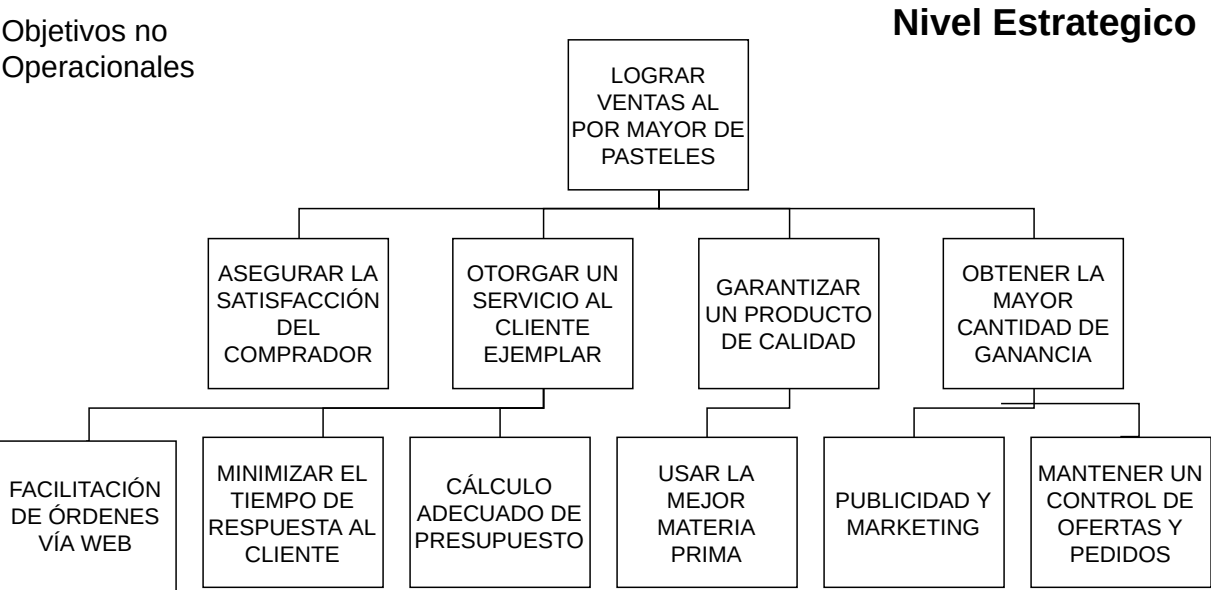 Objetivos no
Operacionales
Nivel Estrategico
LOGRAR
VENTAS AL
POR MAYOR DE
PASTELES
ASEGURAR LA
SATISFACCIÓN
DEL
COMPRADOR
OTORGAR UN
SERVICIO AL
CLIENTE
EJEMPLAR
GARANTIZAR
UN PRODUCTO
DE CALIDAD
OBTENER LA
MAYOR
CANTIDAD DE
GANANCIA
FACILITACIÓN
DE ÓRDENES
VÍA WEB
MINIMIZAR EL
TIEMPO DE
RESPUESTA AL
CLIENTE
CÁLCULO
ADECUADO DE
PRESUPUESTO
USAR LA
MEJOR
MATERIA
PRIMA
PUBLICIDAD Y
MARKETING
MANTENER UN
CONTROL DE
OFERTAS Y
PEDIDOS